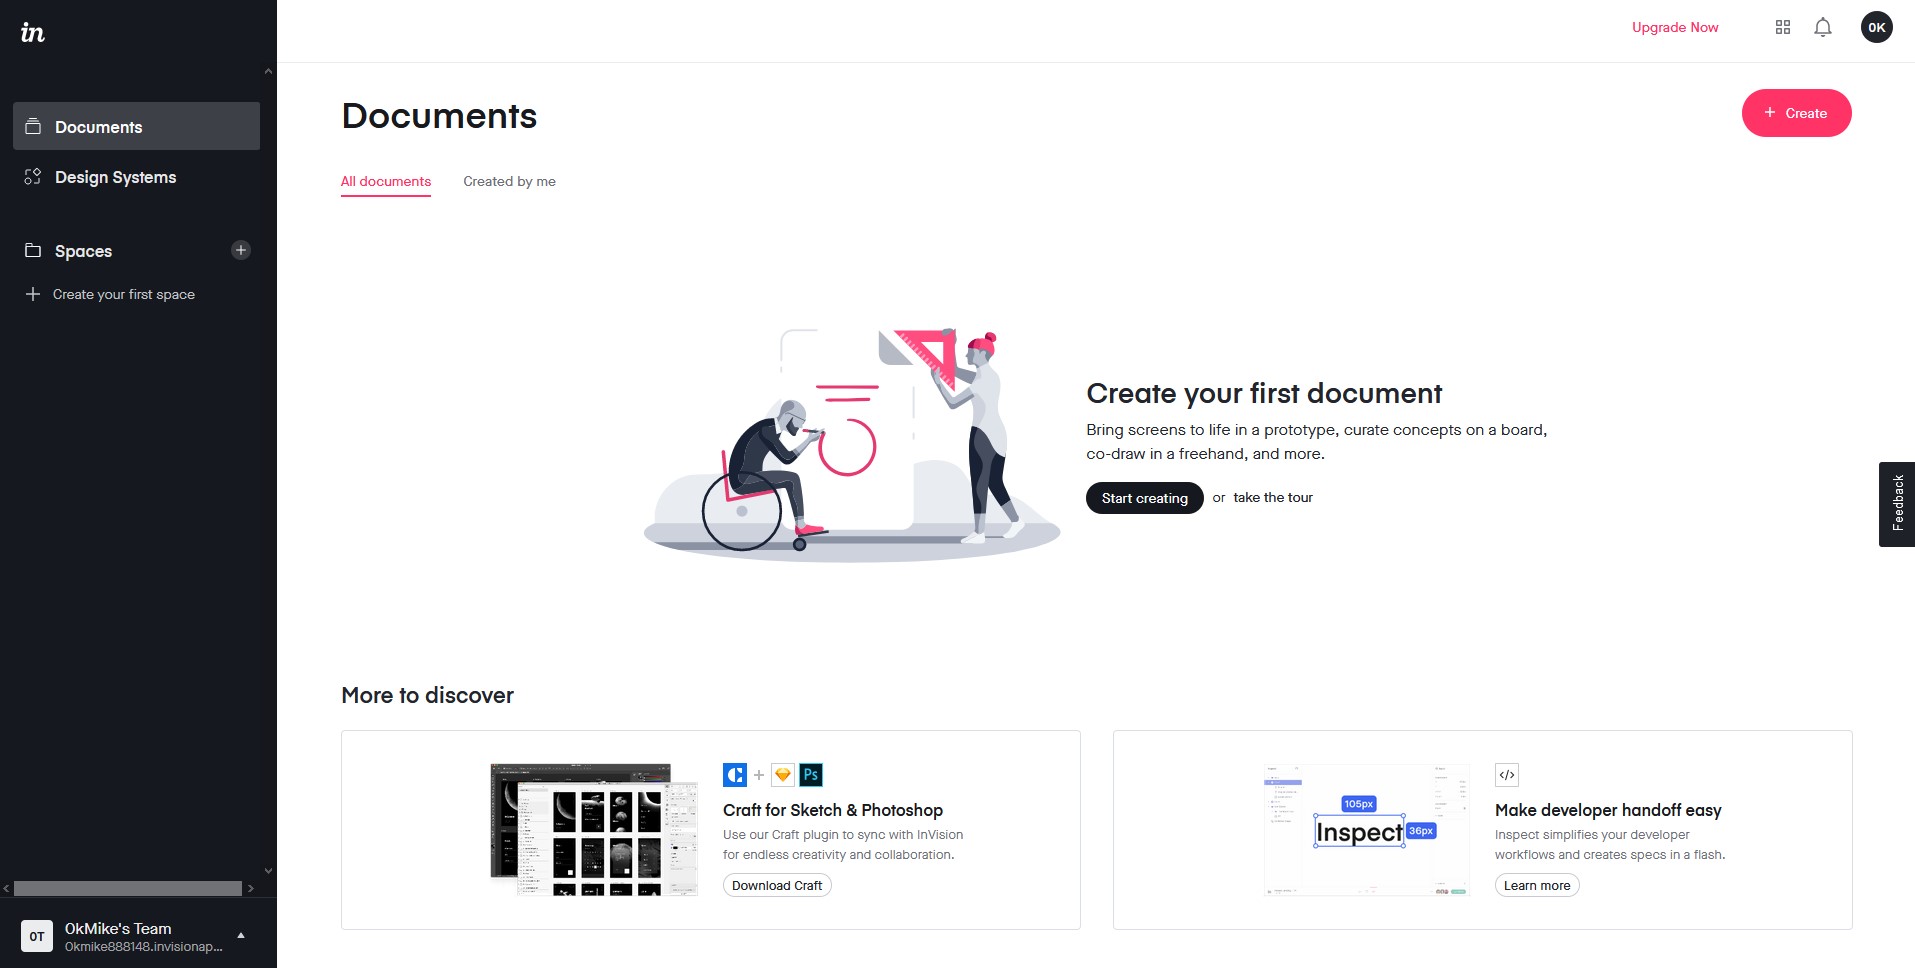 in
Documents
Design Systems
Spaces
Create your first space
0T
0kMike's Team
0kmike888148.invisionap...
Upgrade Now
0K
Documents
+ Create
All documents
Created by me
Create your first document
Bring screens to life in a prototype, curate concepts on a board,
co-draw in a freehand, and more.
Start creating or take the tour
Feedback
More to discover
+ Ps
Craft for Sketch & Photoshop
Use our Craft plugin to sync with InVision
for endless creativity and collaboration.
Download Craft
105px
Inspect
36px
</>
Make developer handoff easy
Inspect simplifies your developer
workflows and creates specs in a flash.
Learn more